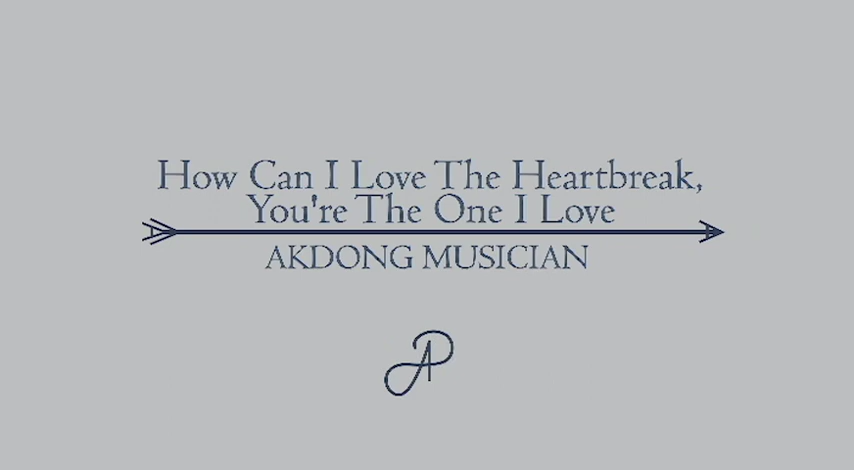 How Can I Love The Heartbreak,
You're The One I Love
AKDONG MUSICIAN